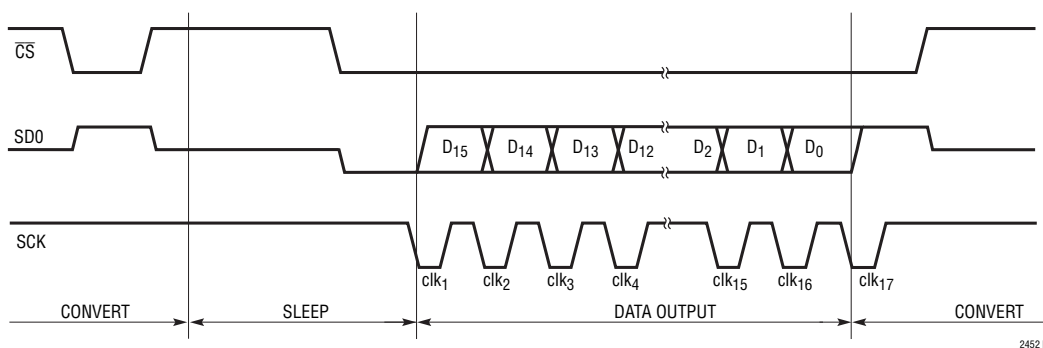 CS
SD0
D15 D14 D13 D12 D2 D1 D0
SCK
clk1 clk2 clk3 clk4 clk15 clk16 clk17
CONVERT SLEEP DATA OUTPUT CONVERT
2452